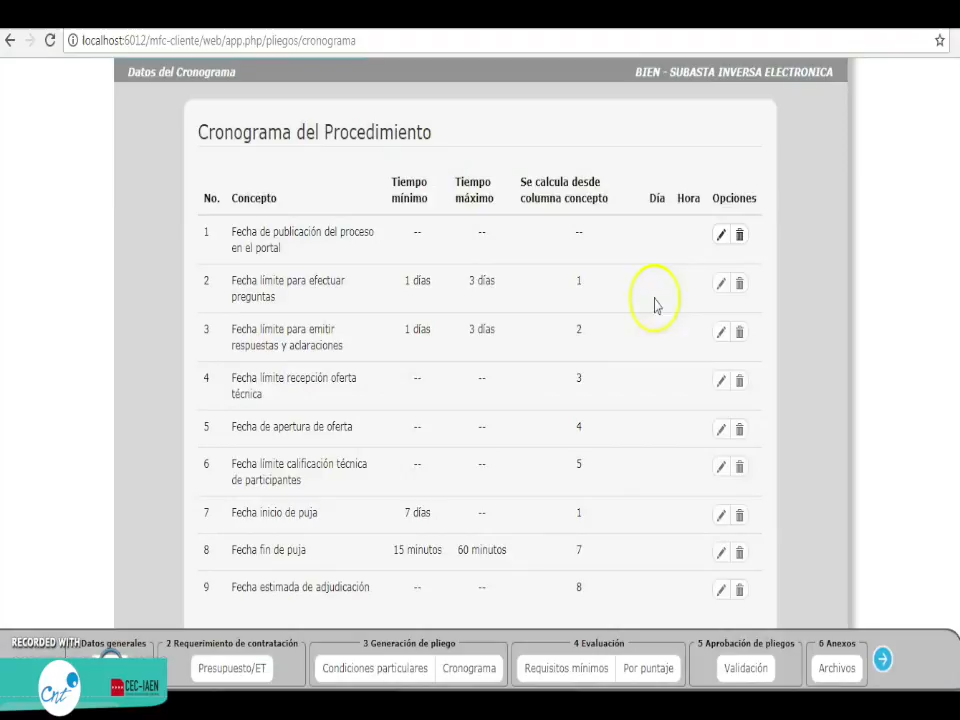 localhost:6012/mfc-cliente/web/app.php/pliegos/cronograma
Datos del Cronograma BIEN - SUBASTA INVERSA ELECTRONICA
Cronograma del Procedimiento
No. Concepto Tiempo mínimo Tiempo máximo Se calcula desde columna concepto Día Hora Opciones
1 Fecha de publicación del proceso -- -- --
en el portal
2 Fecha límite para efectuar 1 días 3 días 1
preguntas
3 Fecha límite para emitir 1 días 3 días 2
respuestas y aclaraciones
4 Fecha límite recepción oferta -- -- 3
técnica
5 Fecha de apertura de oferta -- -- 4
6 Fecha límite calificación técnica -- -- 5
de participantes
7 Fecha inicio de puja 7 días -- 1
8 Fecha fin de puja 15 minutos 60 minutos 7
9 Fecha estimada de adjudicación -- -- 8
RECORDED WITH Datos generales 2 Requerimiento de contratación 3 Generación de pliego 4 Evaluación 5 Aprobación de pliegos 6 Anexos
Presupuesto/ET Condiciones particulares Cronograma Requisitos mínimos Por puntaje Validación Archivos
Cnt CEC-IAEN